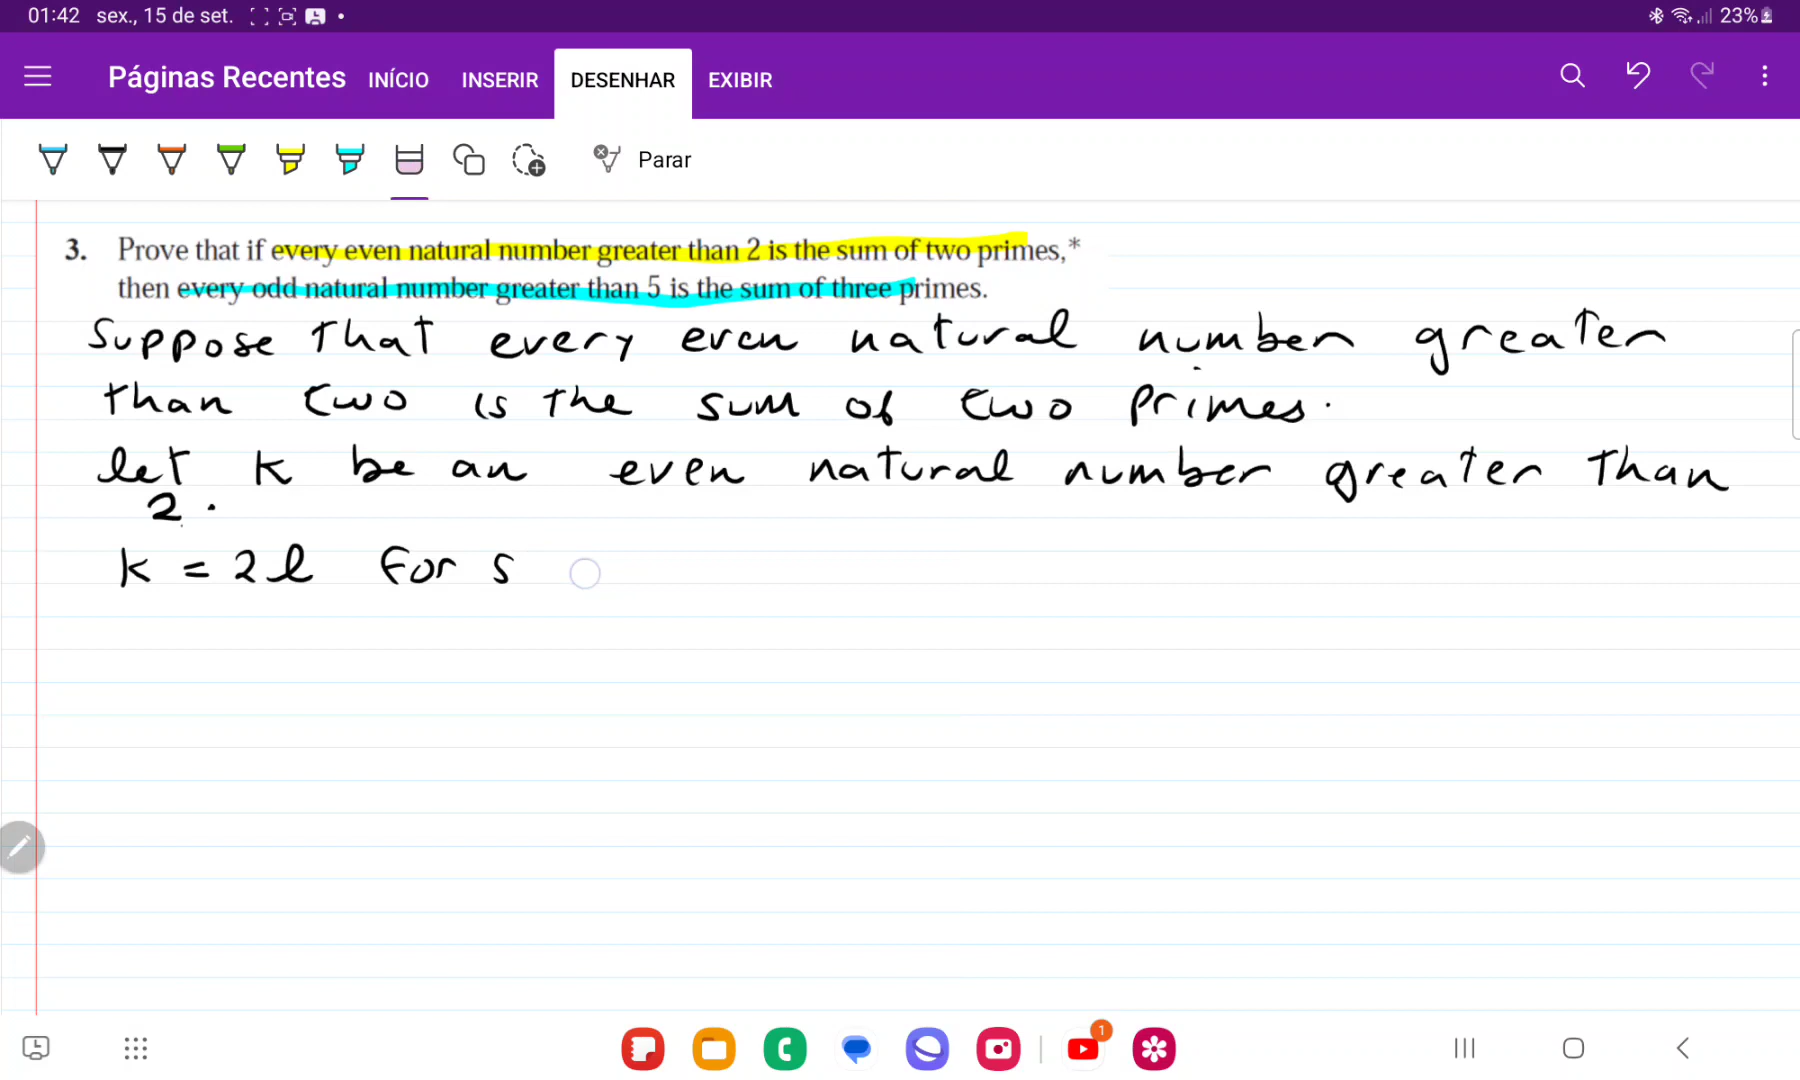 01:42 sex., 15 de set. 23%
Páginas Recentes INÍCIO INSERIR DESENHAR EXIBIR
Parar
3. Prove that if every even natural number greater than 2 is the sum of two primes,*
then every odd natural number greater than 5 is the sum of three primes.
Suppose that every even natural number greater
than two is the sum of two primes.
let k be an even natural number greater than
2.
k = 2l for s
1